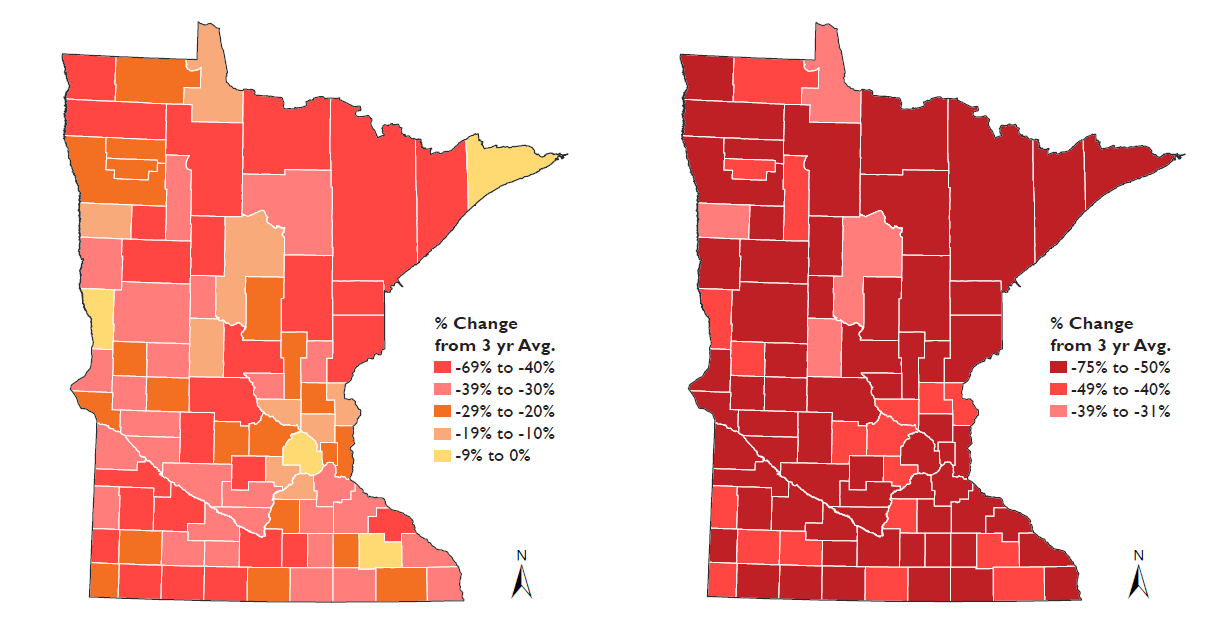 % Change
from 3 yr Avg.
-69% to -40%
-39% to -30%
-29% to -20%
-19% to -10%
-9% to 0%
N
% Change
from 3 yr Avg.
-75% to -50%
-49% to -40%
-39% to -31%
N